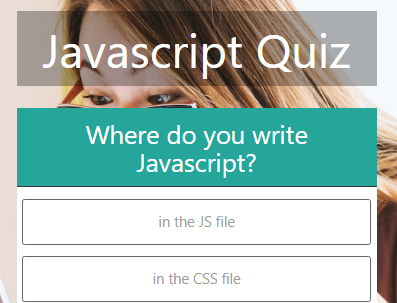 Javascript Quiz
Where do you write
Javascript?
in the JS file
in the CSS file